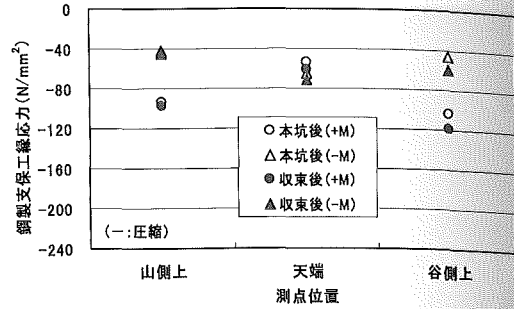 鋼製支保工縁応力(N/mm²)
0
-40
-80
-120
-160
-200
-240
○ 本坑後(+M)
△ 本坑後(-M)
● 収束後(+M)
▲ 収束後(-M)
(-:圧縮)
山側上 天端 谷側上
測点位置